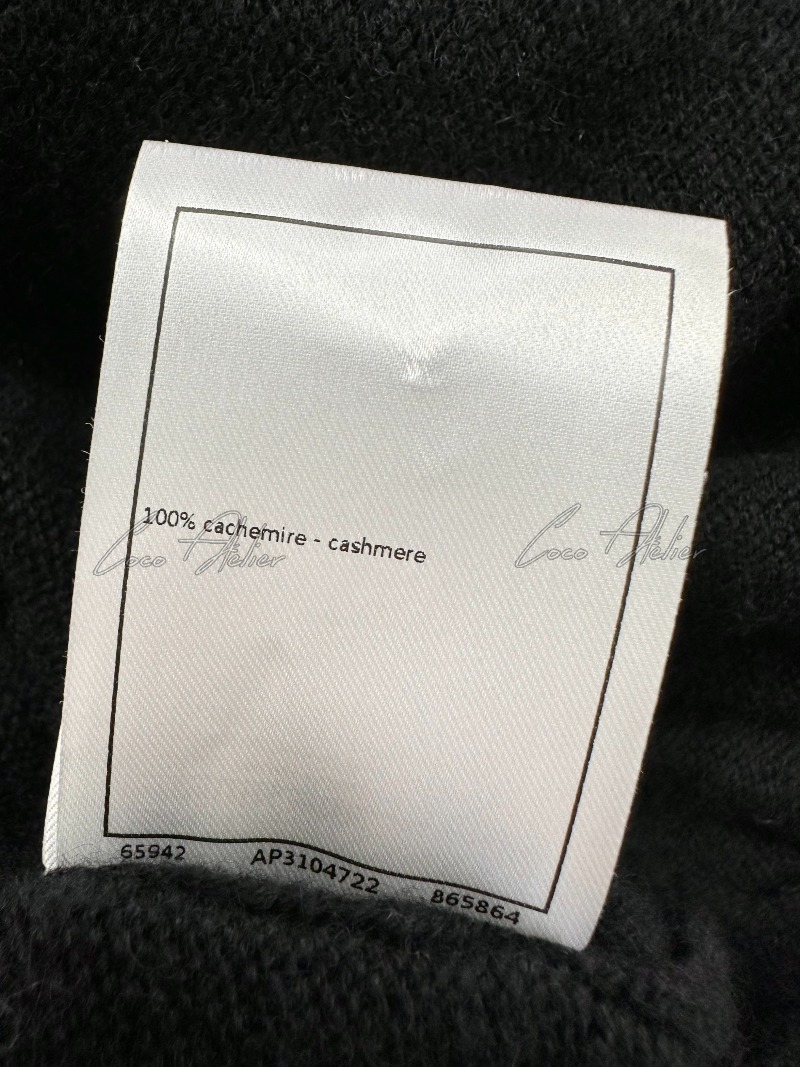 100% cachemire - cashmere
Coco Atelier
Coco Atelier
65942 AP3104722 865864